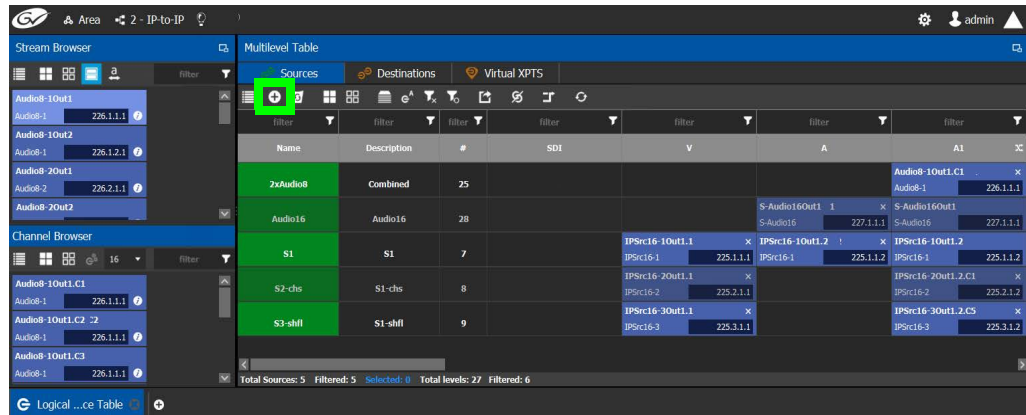 GV Area 2 - IP-to-IP admin
Stream Browser
a filter
Audio8-1Out1
Audio8-1 226.1.1.1
Audio8-1Out2
Audio8-1 226.1.2.1
Audio8-2Out1
Audio8-2 226.2.1.1
Audio8-2Out2
Channel Browser
16 filter
Audio8-1Out1.C1
Audio8-1 226.1.1.1
Audio8-1Out1.C2 :2
Audio8-1 226.1.1.1
Audio8-1Out1.C3
Audio8-1 226.1.1.1
Multilevel Table
Sources Destinations Virtual XPTS
filter filter filter filter filter filter filter
Name Description # SDI V A A1
2xAudio8 Combined 25 Audio8-1Out1.C1 x
Audio8-1 226.1.1.1
Audio16 Audio16 28 S-Audio16Out1 1 x S-Audio16Out1
S-Audio16 227.1.1.1 S-Audio16 227.1.1.1
S1 S1 7 IPSrc16-1Out1.1 x IPSrc16-1Out1.2 x IPSrc16-1Out1.2
IPSrc16-1 225.1.1.1 IPSrc16-1 225.1.1.2 IPSrc16-1 225.1.1.2
S2-chs S1-chs 8 IPSrc16-2Out1.1 x IPSrc16-2Out1.2.C1 x
IPSrc16-2 225.2.1.1 IPSrc16-2 225.2.1.2
S3-shfl S1-shfl 9 IPSrc16-3Out1.1 x IPSrc16-3Out1.2.C5 x
IPSrc16-3 225.3.1.1 IPSrc16-3 225.3.1.2
Total Sources: 5 Filtered: 5 Selected: 0 Total levels: 27 Filtered: 6
Logical ...ce Table